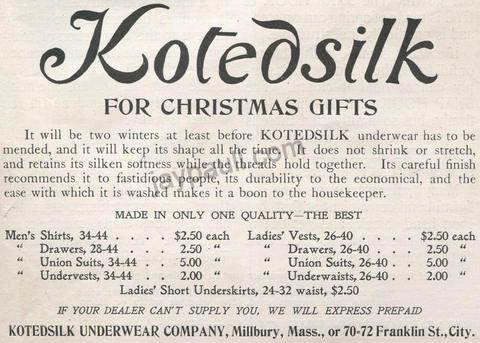 Kotedsilk
FOR CHRISTMAS GIFTS
It will be two winters at least before KOTEDSILK underwear has to be
mended, and it will keep its shape all the time. It does not shrink or stretch,
and retains its silken softness while the threads hold together. Its careful finish
recommends it to fastidious people, its durability to the economical, and the
ease with which it is washed makes it a boon to the housekeeper.
MADE IN ONLY ONE QUALITY—THE BEST
Men's Shirts, 34-44 . . . . $2.50 each Ladies' Vests, 26-40 . . . . $2.50 each
“ Drawers, 28-44 . . . 2.50 “ “ Drawers, 26-40 . . . 2.50 “
“ Union Suits, 34-44 . . 5.00 “ “ Union Suits, 26-40 . . 5.00 “
“ Undervests, 34-44 . . 2.00 “ “ Underwaists, 26-40 . . 2.00 “
Ladies' Short Underskirts, 24-32 waist, $2.50
IF YOUR DEALER CAN'T SUPPLY YOU, WE WILL EXPRESS PREPAID
KOTEDSILK UNDERWEAR COMPANY, Millbury, Mass., or 70-72 Franklin St., City.
jaypaull.com